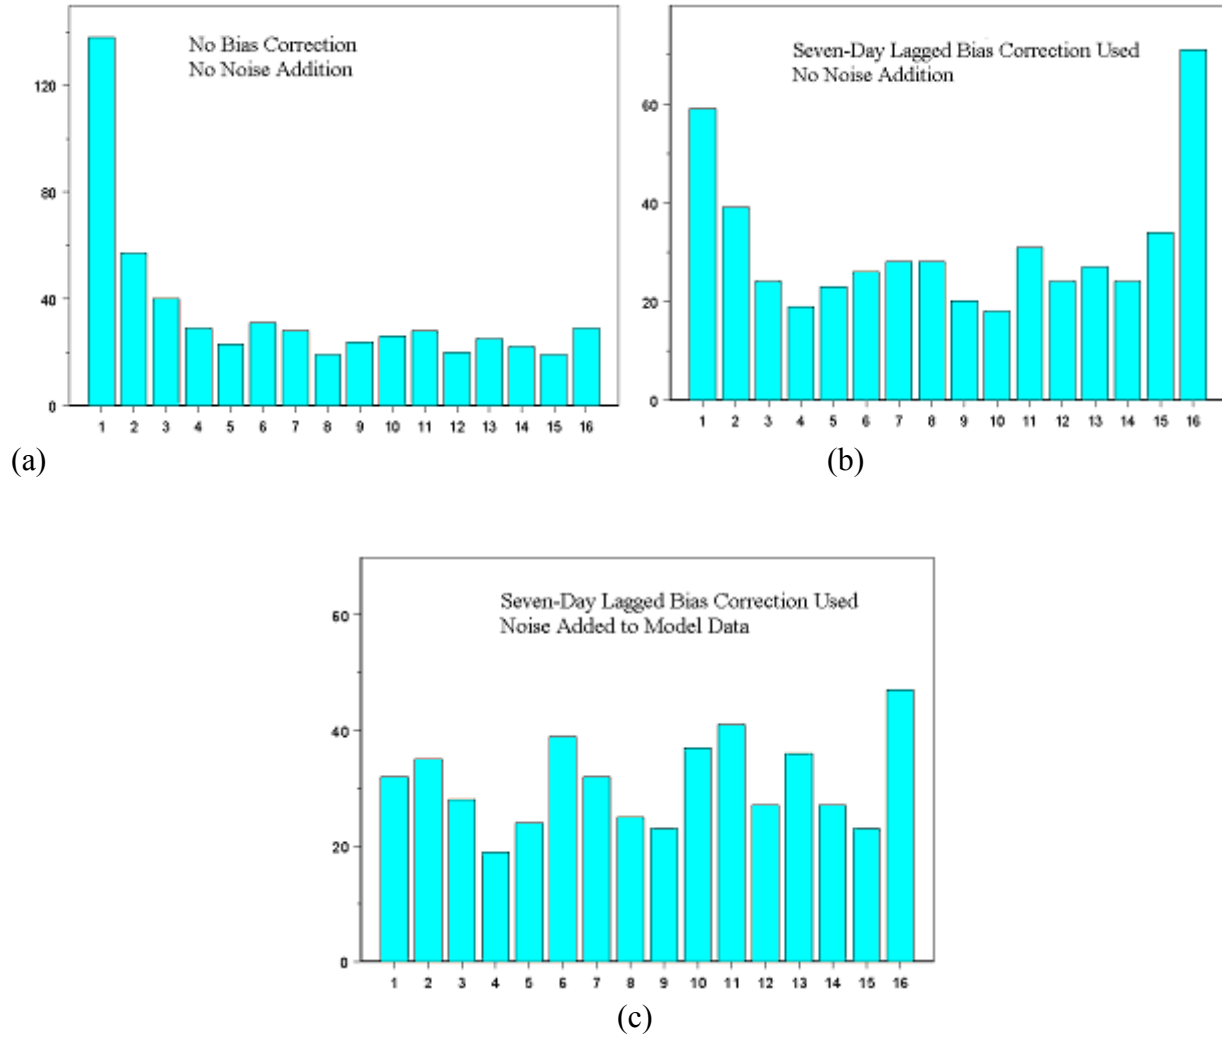 No Bias Correction
No Noise Addition
120
80
40
0
1 2 3 4 5 6 7 8 9 10 11 12 13 14 15 16
(a)
Seven-Day Lagged Bias Correction Used
No Noise Addition
60
40
20
0
1 2 3 4 5 6 7 8 9 10 11 12 13 14 15 16
(b)
Seven-Day Lagged Bias Correction Used
Noise Added to Model Data
60
40
20
0
1 2 3 4 5 6 7 8 9 10 11 12 13 14 15 16
(c)